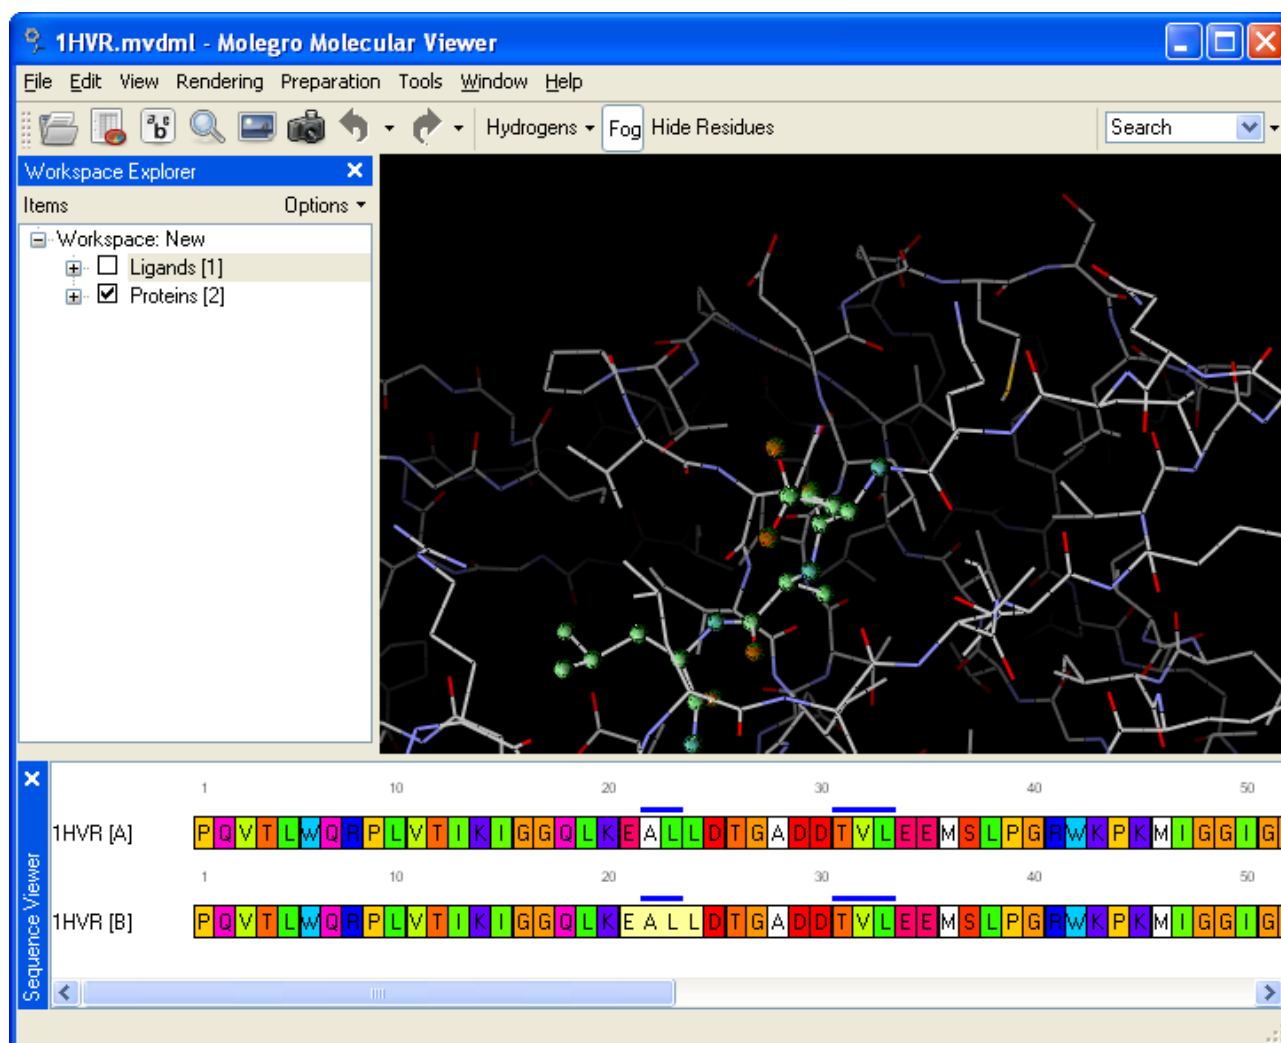 1HVR.mvdml - Molegro Molecular Viewer
File Edit View Rendering Preparation Tools Window Help
Hydrogens Fog Hide Residues Search
Workspace Explorer
Items Options
Workspace: New
Ligands [1]
Proteins [2]
Sequence Viewer
1 10 20 30 40 50
1HVR [A] P Q V T L W Q R P L V T I K I G G Q L K E A L L D T G A D D T V L E E M S L P G R W K P K M I G G I G
1 10 20 30 40 50
1HVR [B] P Q V T L W Q R P L V T I K I G G Q L K E A L L D T G A D D T V L E E M S L P G R W K P K M I G G I G